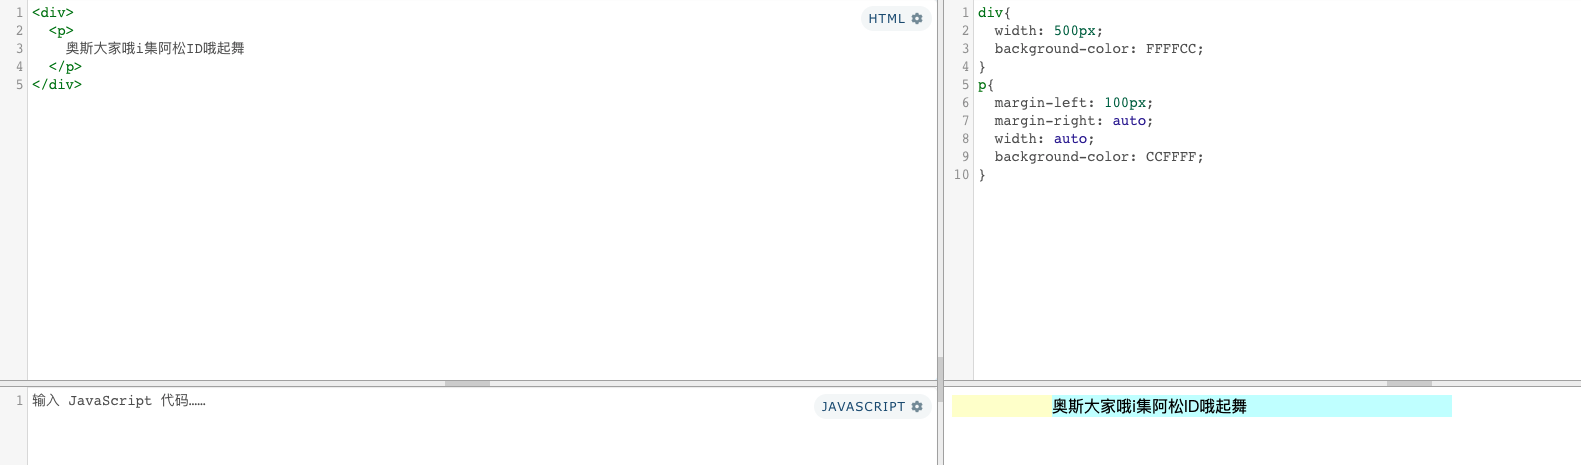 1 <div>
2 <p>
3 奥斯大家哦i集阿松ID哦起舞
4 </p>
5 </div>
HTML
1 div{
2 width: 500px;
3 background-color: FFFFCC;
4 }
5 p{
6 margin-left: 100px;
7 margin-right: auto;
8 width: auto;
9 background-color: CCFFFF;
10 }
1 输入 JavaScript 代码……
JAVASCRIPT
奥斯大家哦i集阿松ID哦起舞